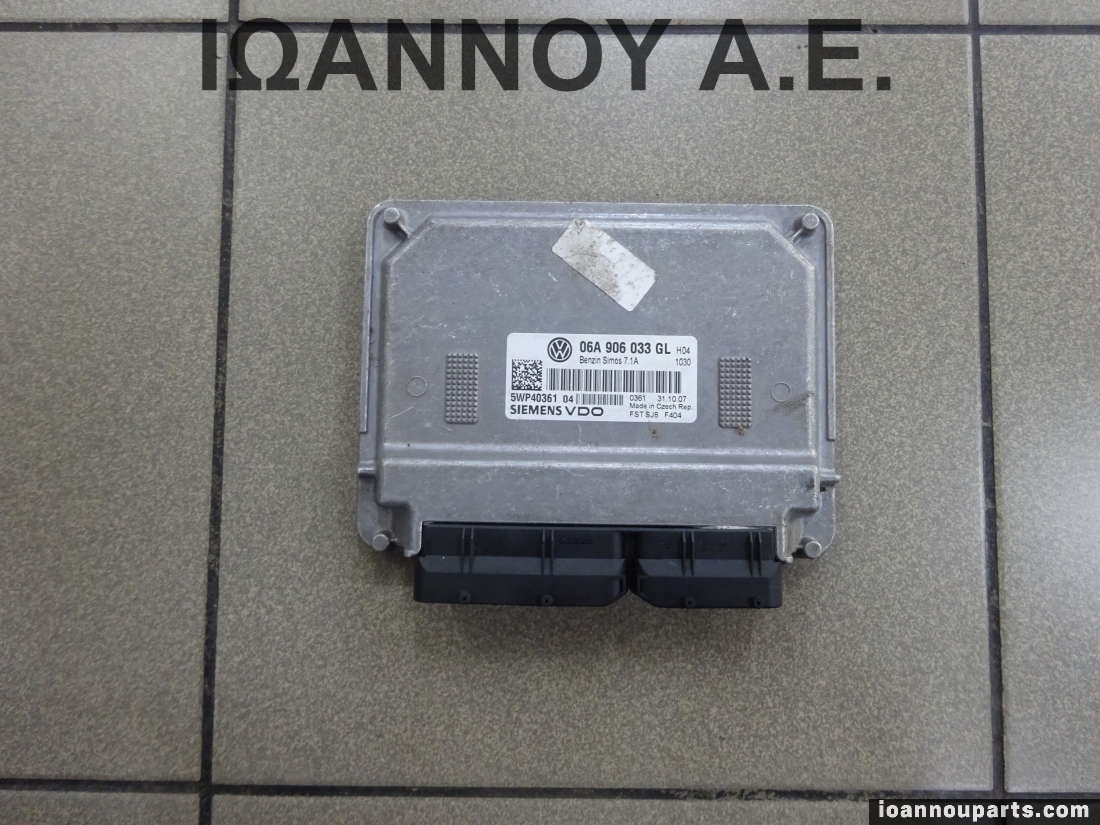 ΙΩΑΝΝΟΥ Α.Ε.
06A 906 033 GL H04
Benzin Simos 7.1A 1030
5WP40361 04 0361 31.10.07
Made in Czech Rep.
SIEMENS VDO FST SJ8 F404
ioannouparts.com